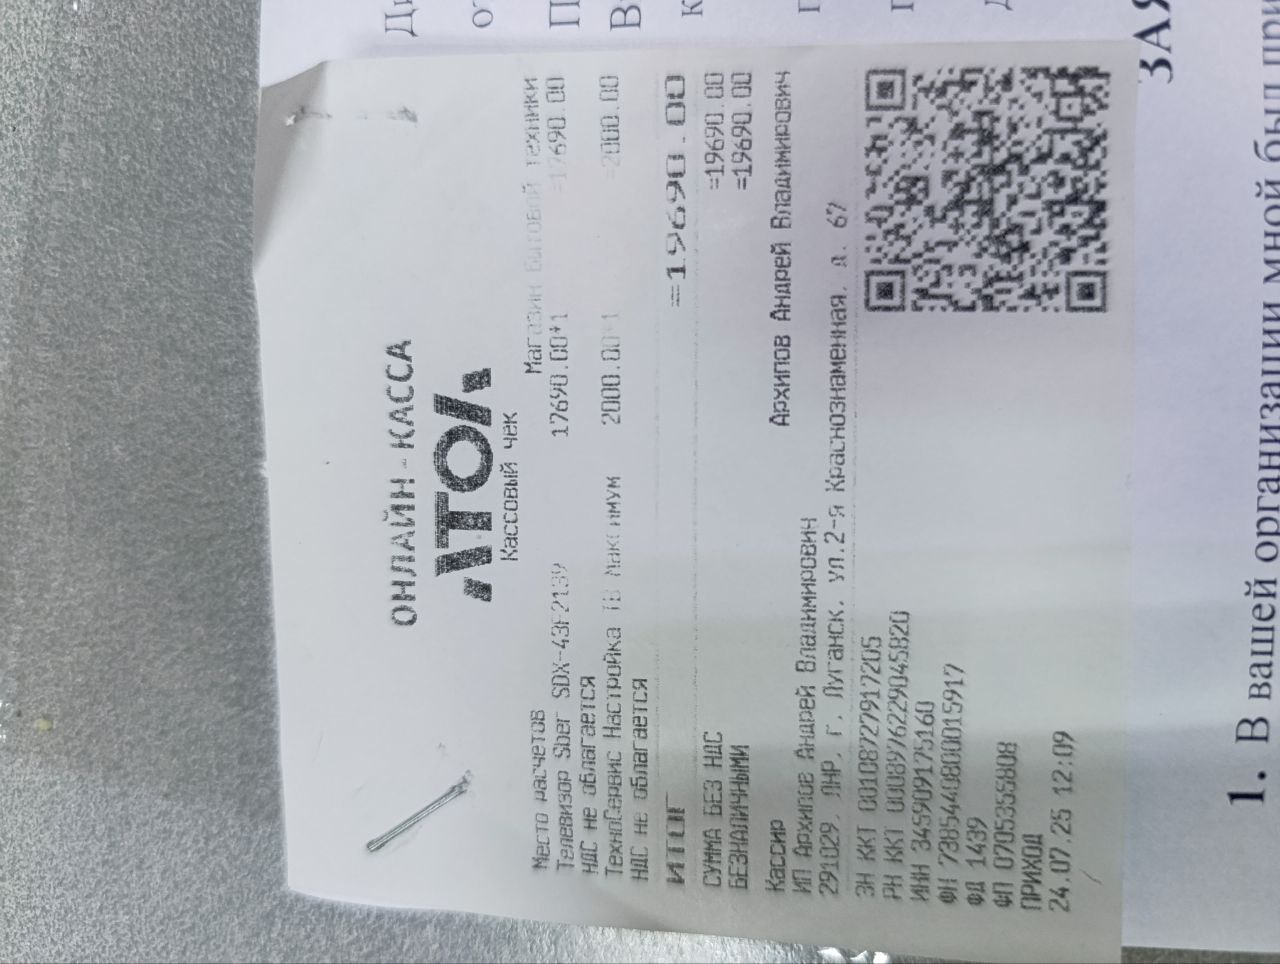 ОНЛАЙН-КАССА
АТОЛ
Кассовый чек
Место расчетов Магазин бытовой техники
Телевизор Sber SDX-43F2139 17690.00*1 =17690.00
НДС не облагается
ТехноСервис Настройка ТВ Максимум 2000.00*1 =2000.00
НДС не облагается
ИТОГ =19690.00
СУММА БЕЗ НДС =19690.00
БЕЗНАЛИЧНЫМИ =19690.00
Кассир Архипов Андрей Владимирович
ИП Архипов Андрей Владимирович
291029, ЛНР, г. Луганск, ул.2-я Краснознаменная, д. 67
ЗН ККТ 00108727917205
РН ККТ 0008976229045820
ИНН 345909175160
ФН 7385440800015917
ФД 1439
ФП 0705355808
ПРИХОД
24.07.25 12:09
ЗАЯ
1. В вашей организации мной был при